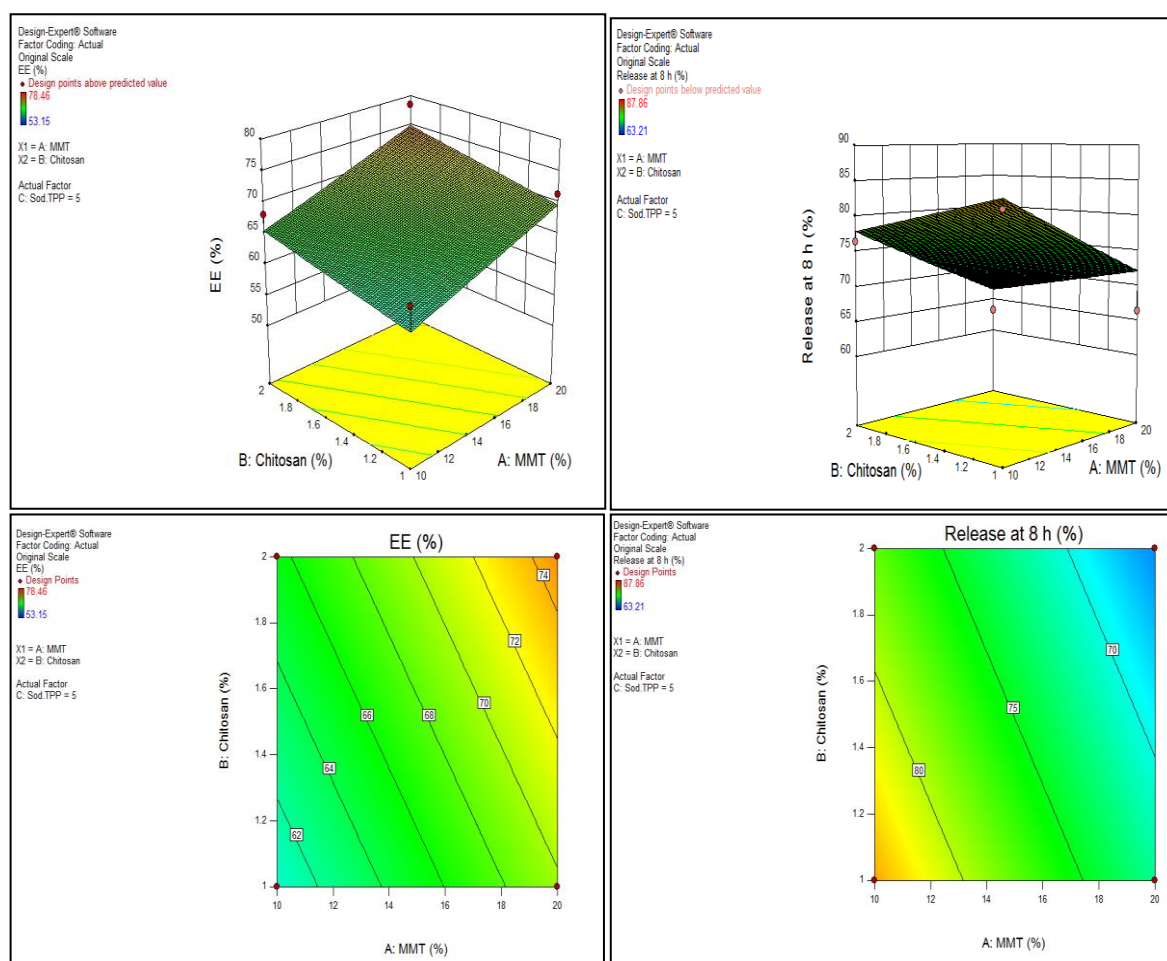 Design-Expert® Software
Factor Coding: Actual
Original Scale
EE (%)
Design points above predicted value
78.46
53.15
X1 = A: MMT
X2 = B: Chitosan
Actual Factor
C: Sod.TPP = 5
EE (%)
80
75
70
65
60
55
50
2
1.8
1.6
1.4
1.2
1
B: Chitosan (%)
10
12
14
16
18
20
A: MMT (%)
Design-Expert® Software
Factor Coding: Actual
Original Scale
Release at 8 h (%)
Design points below predicted value
87.86
63.21
X1 = A: MMT
X2 = B: Chitosan
Actual Factor
C: Sod.TPP = 5
Release at 8 h (%)
90
85
80
75
70
65
60
2
1.8
1.6
1.4
1.2
1
B: Chitosan (%)
10
12
14
16
18
20
A: MMT (%)
Design-Expert® Software
Factor Coding: Actual
Original Scale
EE (%)
Design Points
78.46
53.15
X1 = A: MMT
X2 = B: Chitosan
Actual Factor
C: Sod.TPP = 5
EE (%)
B: Chitosan (%)
2
1.8
1.6
1.4
1.2
1
62
64
66
68
70
72
74
10 12 14 16 18 20
A: MMT (%)
Design-Expert® Software
Factor Coding: Actual
Original Scale
Release at 8 h (%)
Design Points
87.86
63.21
X1 = A: MMT
X2 = B: Chitosan
Actual Factor
C: Sod.TPP = 5
Release at 8 h (%)
B: Chitosan (%)
2
1.8
1.6
1.4
1.2
1
80
75
70
10 12 14 16 18 20
A: MMT (%)